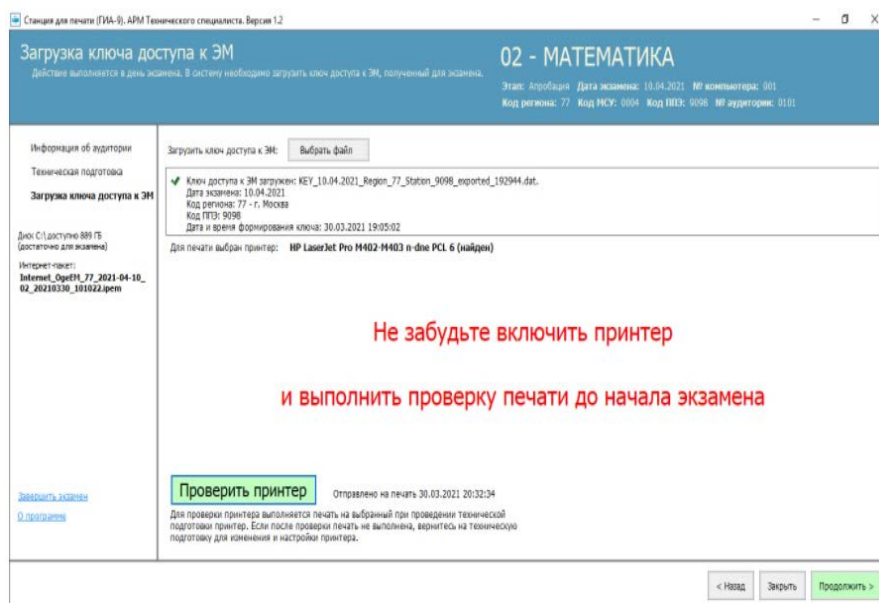 Станция для печати (ГИА-9). АРМ Технического специалиста. Версия 1.2
Загрузка ключа доступа к ЭМ
Действие выполняется в день экзамена. В систему необходимо загрузить ключ доступа к ЭМ, полученный для экзамена.
02 - МАТЕМАТИКА
Этап: Апробация Дата экзамена: 10.04.2021 № компьютера: 001
Код региона: 77 Код МСУ: 0004 Код ППЭ: 9098 № аудитории: 0101
Информация об аудитории
Техническая подготовка
Загрузка ключа доступа к ЭМ
Диск C:\ доступно 889 ГБ
(достаточно для экзамена)
Интернет-пакет:
Internet_OgeEM_77_2021-04-10_
02_20210330_101022.ipem
Завершить экзамен
О программе
Загрузить ключ доступа к ЭМ: Выбрать файл
Ключ доступа к ЭМ загружен: KEY_10.04.2021_Region_77_Station_9098_exported_192944.dat.
Дата экзамена: 10.04.2021
Код региона: 77 - г. Москва
Код ППЭ: 9098
Дата и время формирования ключа: 30.03.2021 19:05:02
Для печати выбран принтер: HP LaserJet Pro M402-M403 n-dne PCL 6 (найден)
Не забудьте включить принтер
и выполнить проверку печати до начала экзамена
Проверить принтер Отправлено на печать 30.03.2021 20:32:34
Для проверки принтера выполняется печать на выбранный при проведении технической
подготовки принтер. Если после проверки печать не выполнена, вернитесь на техническую
подготовку для изменения и настройки принтера.
< Назад Закрыть Продолжить >